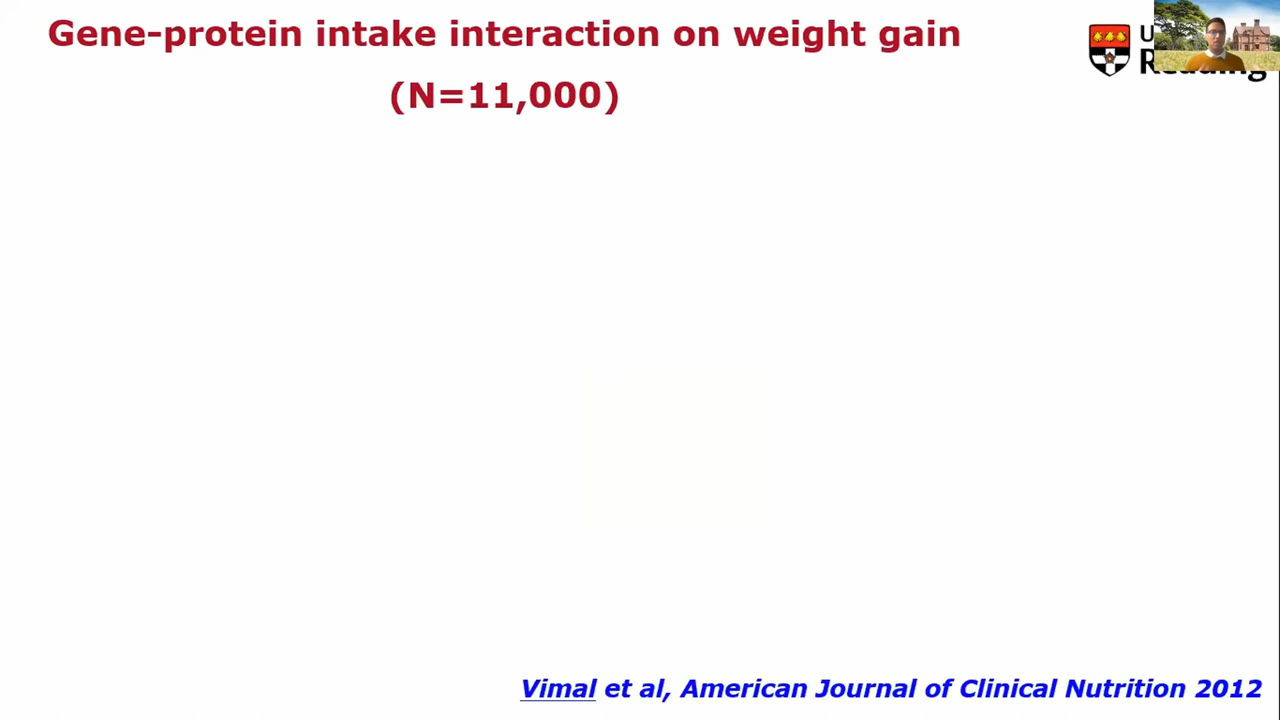 Gene-protein intake interaction on weight gain
(N=11,000)
Vimal et al, American Journal of Clinical Nutrition 2012